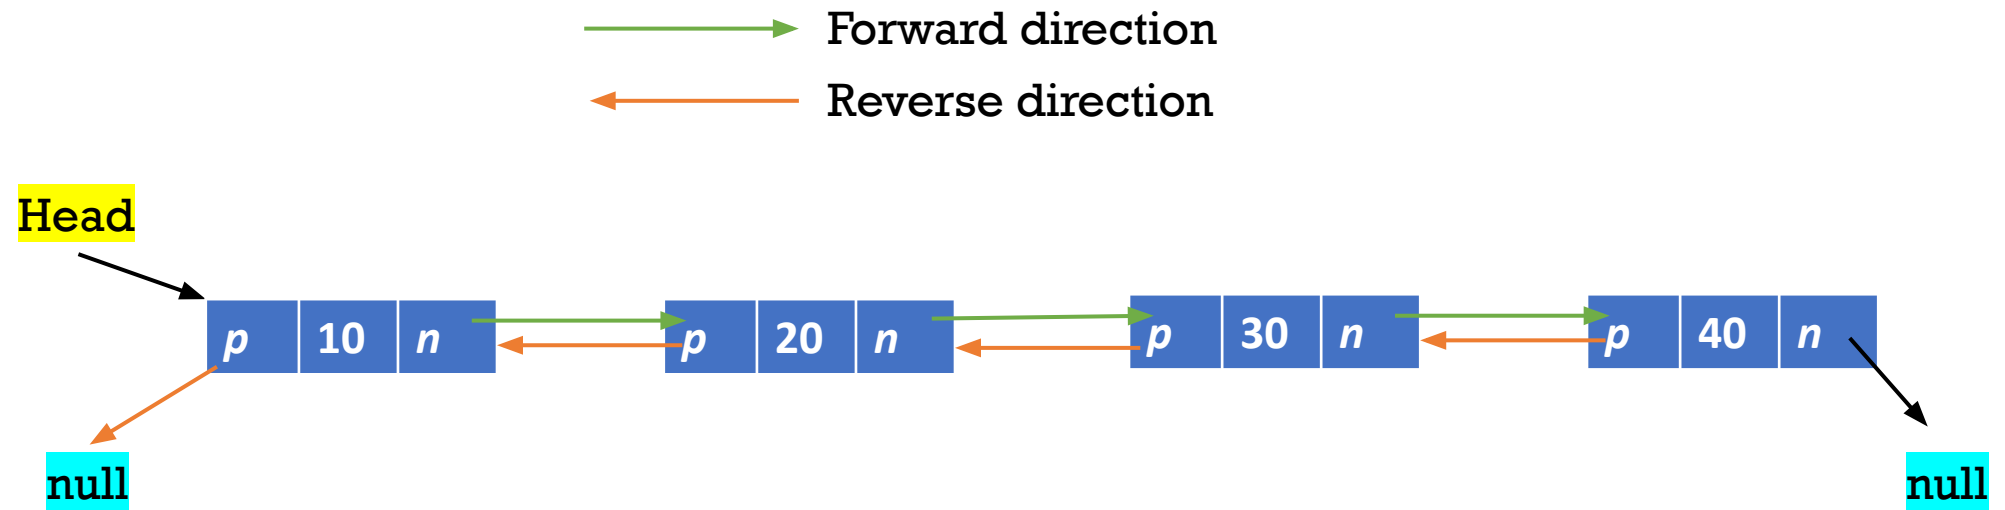 Forward direction
Reverse direction
Head
p 10 n p 20 n p 30 n p 40 n
null null